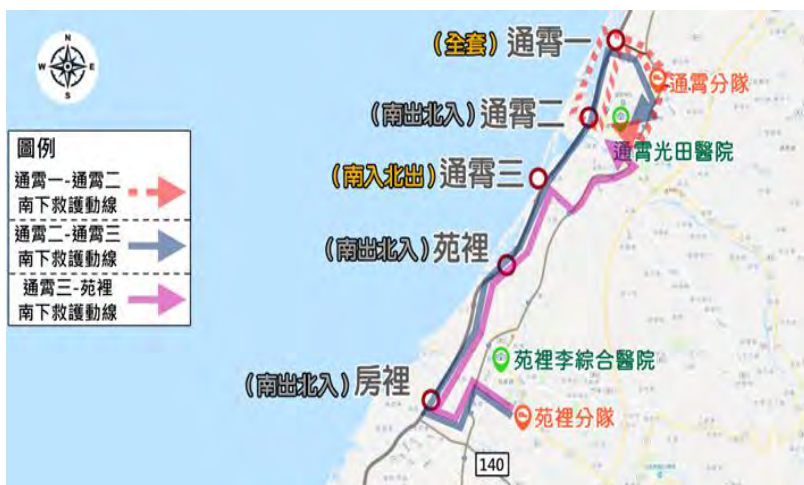 N
W E
S
(全套) 通霄一
通霄分隊
(南出北入) 通霄二
通霄光田醫院
圖例
通霄一-通霄二
南下救護動線
通霄二-通霄三
南下救護動線
通霄三-苑裡
南下救護動線
(南入北出) 通霄三
(南出北入) 苑裡
苑裡李綜合醫院
(南出北入) 房裡
苑裡分隊
140